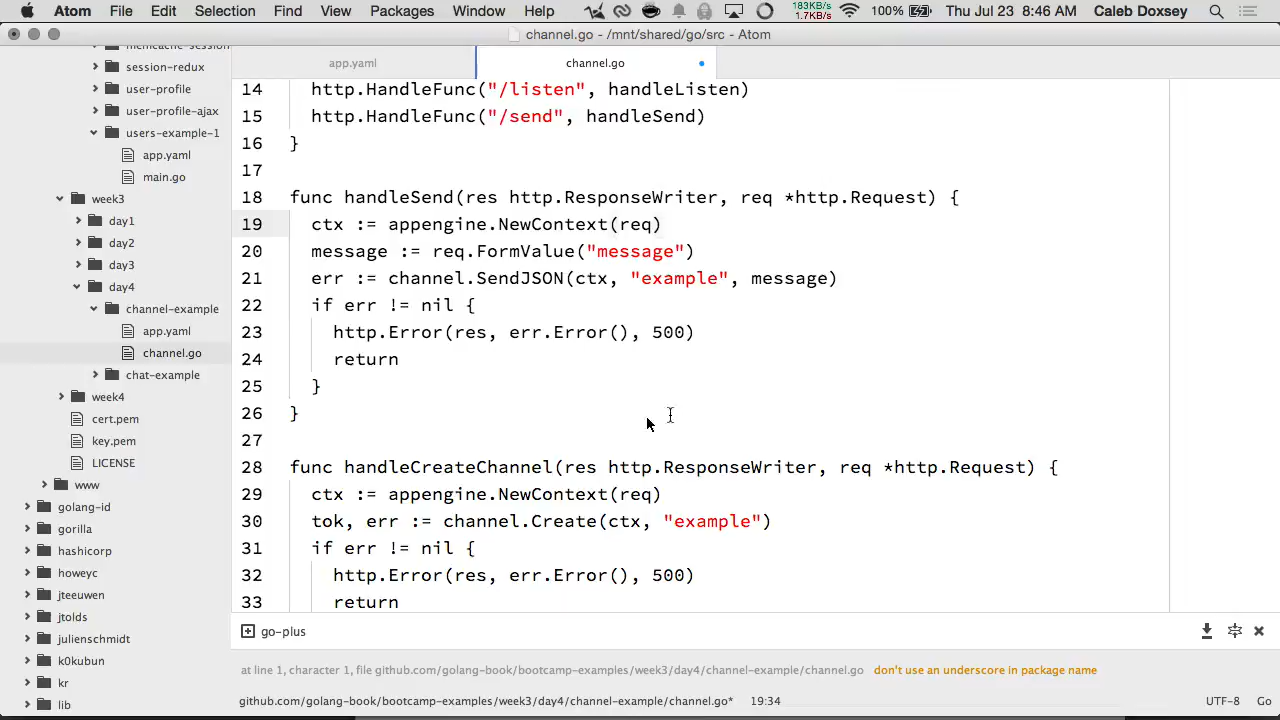 Atom File Edit Selection Find View Packages Window Help 183KB/s 1.7KB/s 100% Thu Jul 23 8:46 AM Caleb Doxsey
channel.go - /mnt/shared/go/src - Atom
memcache-session
session-redux
user-profile
user-profile-ajax
users-example-1
app.yaml
main.go
week3
day1
day2
day3
day4
channel-example
app.yaml
channel.go
chat-example
week4
cert.pem
key.pem
LICENSE
www
golang-id
gorilla
hashicorp
howeyc
jteeuwen
jtolds
julienschmidt
k0kubun
kr
lib
app.yaml channel.go
14 http.HandleFunc("/listen", handleListen)
15 http.HandleFunc("/send", handleSend)
16 }
17
18 func handleSend(res http.ResponseWriter, req *http.Request) {
19 ctx := appengine.NewContext(req)
20 message := req.FormValue("message")
21 err := channel.SendJSON(ctx, "example", message)
22 if err != nil {
23 http.Error(res, err.Error(), 500)
24 return
25 }
26 }
27
28 func handleCreateChannel(res http.ResponseWriter, req *http.Request) {
29 ctx := appengine.NewContext(req)
30 tok, err := channel.Create(ctx, "example")
31 if err != nil {
32 http.Error(res, err.Error(), 500)
33 return
go-plus
at line 1, character 1, file github.com/golang-book/bootcamp-examples/week3/day4/channel-example/channel.go don't use an underscore in package name
github.com/golang-book/bootcamp-examples/week3/day4/channel-example/channel.go* 19:34 UTF-8 Go